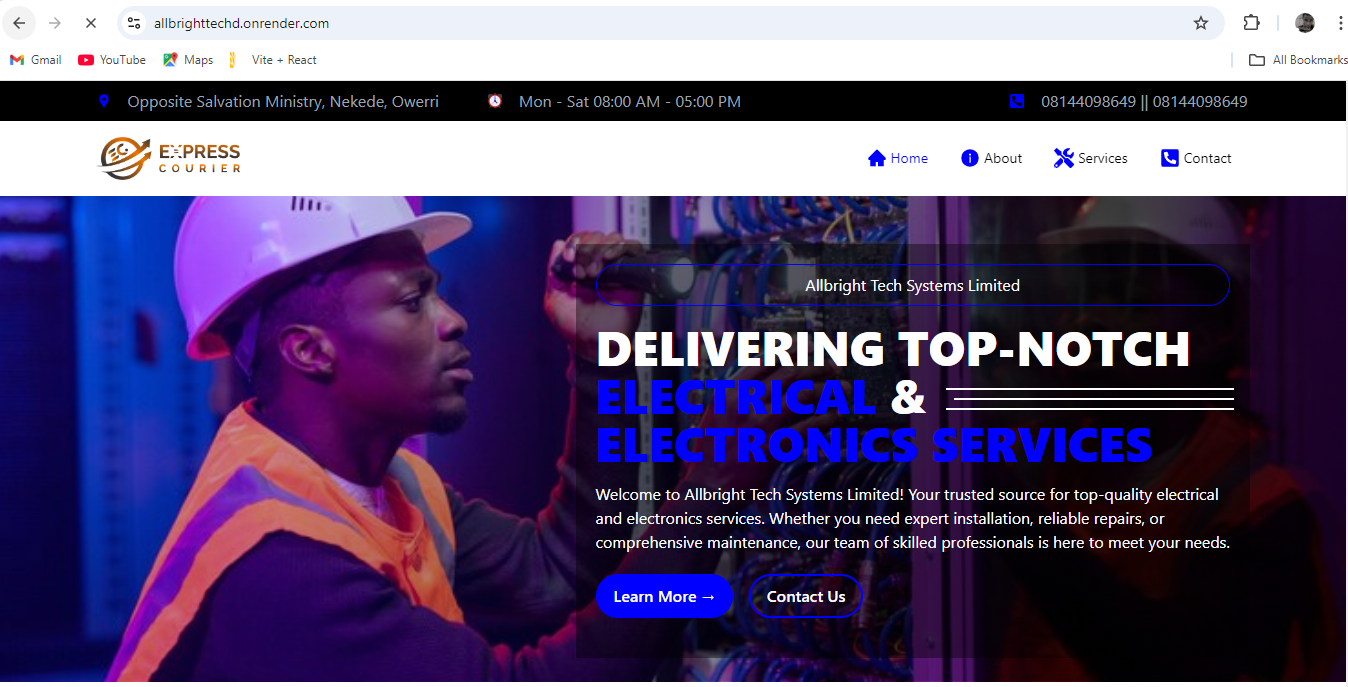 allbrighttechd.onrender.com
Gmail YouTube Maps Vite + React All Bookmarks
Opposite Salvation Ministry, Nekede, Owerri Mon - Sat 08:00 AM - 05:00 PM 08144098649 || 08144098649
EXPRESS
COURIER
Home About Services Contact
Allbright Tech Systems Limited
DELIVERING TOP-NOTCH
ELECTRICAL &
ELECTRONICS SERVICES
Welcome to Allbright Tech Systems Limited! Your trusted source for top-quality electrical
and electronics services. Whether you need expert installation, reliable repairs, or
comprehensive maintenance, our team of skilled professionals is here to meet your needs.
Learn More → Contact Us